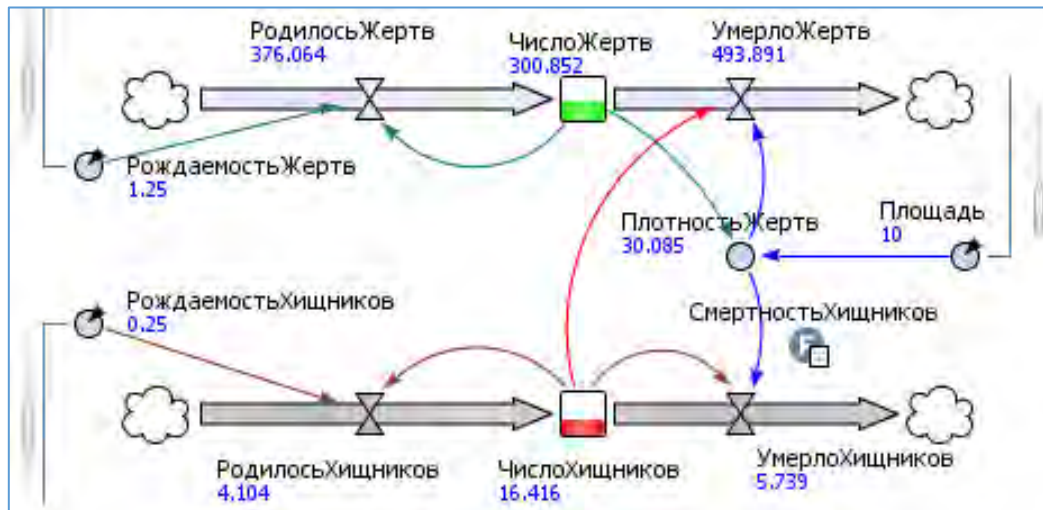 РодилосьЖертв
376.064
ЧислоЖертв
300.852
УмерлоЖертв
493.891
РождаемостьЖертв
1.25
ПлотностьЖертв
30.085
Площадь
10
РождаемостьХищников
0.25
СмертностьХищников
F
РодилосьХищников
4.104
ЧислоХищников
16.416
УмерлоХищников
5.739